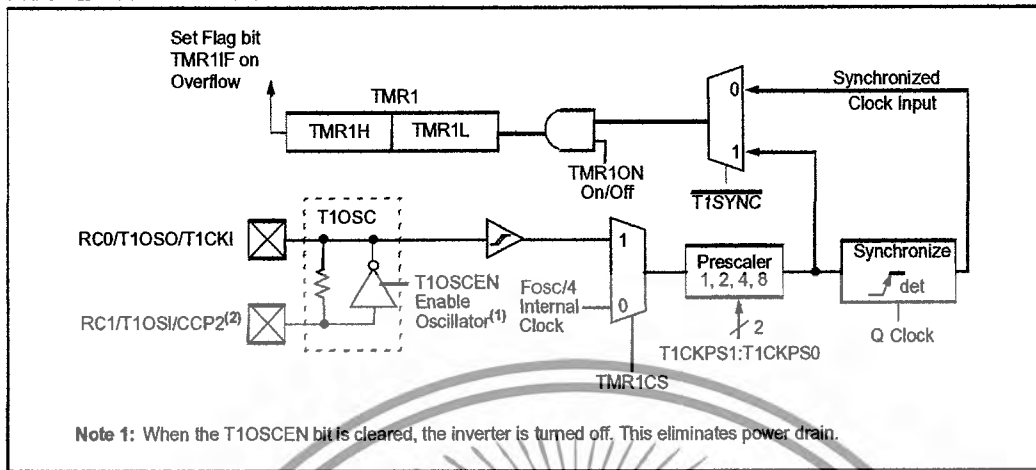 Set Flag bit
TMR1IF on
Overflow
TMR1
TMR1H
TMR1L
TMR1ON
On/Off
0
1
T1SYNC
Synchronized
Clock Input
T1OSC
RC0/T1OSO/T1CKI
RC1/T1OSI/CCP2(2)
T1OSCEN
Enable
Oscillator(1)
Fosc/4
Internal
Clock
1
0
TMR1CS
Prescaler
1, 2, 4, 8
2
T1CKPS1:T1CKPS0
Synchronize
det
Q Clock
Note 1: When the T1OSCEN bit is cleared, the inverter is turned off. This eliminates power drain.